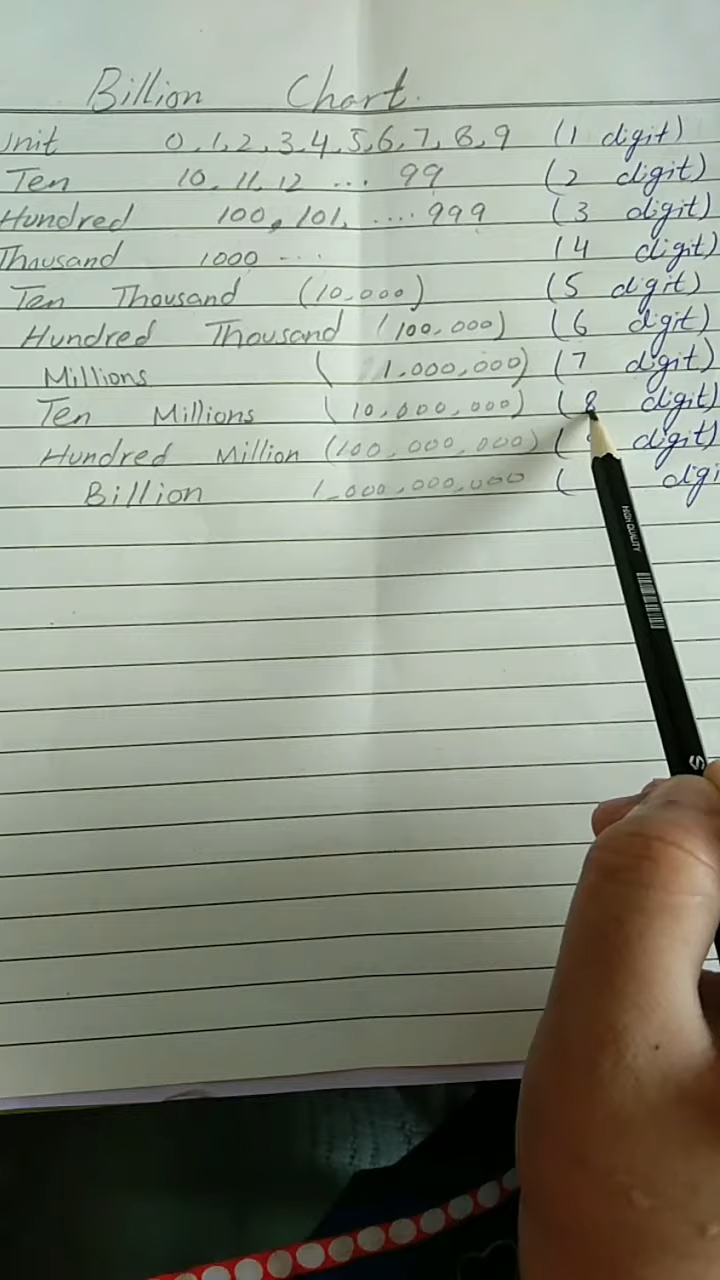 Billion Chart.
Unit 0,1,2,3,4,5,6,7,8,9 (1 digit)
Ten 10,11,12 ... 99 (2 digit)
Hundred 100,101,....999 (3 digit)
Thousand 1000 ... (4 digit)
Ten Thousand (10,000) (5 digit)
Hundred Thousand (100,000) (6 digit)
Millions (1,000,000) (7 digit)
Ten Millions (10,000,000) (8 digit)
Hundred Million (100,000,000) ( digit)
Billion 1,000,000,000 ( digi
HIGH QUALITY
S